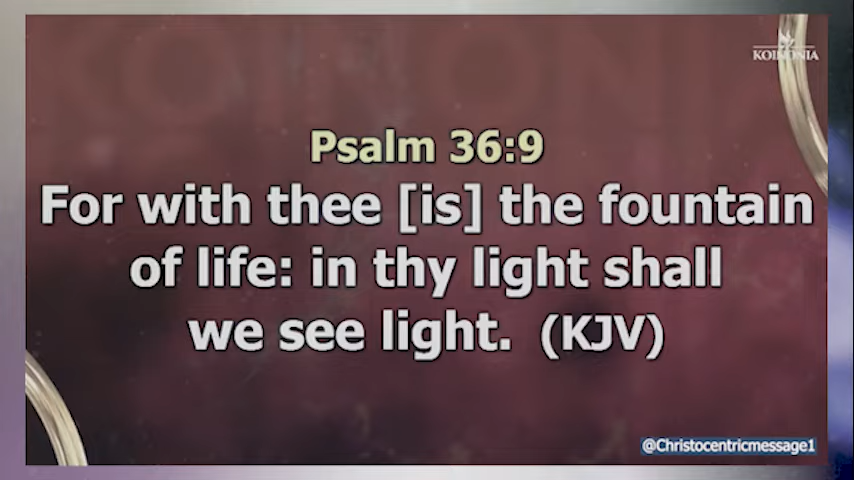 KOINONIA
Psalm 36:9
For with thee [is] the fountain
of life: in thy light shall
we see light. (KJV)
@Christocentricmessage1